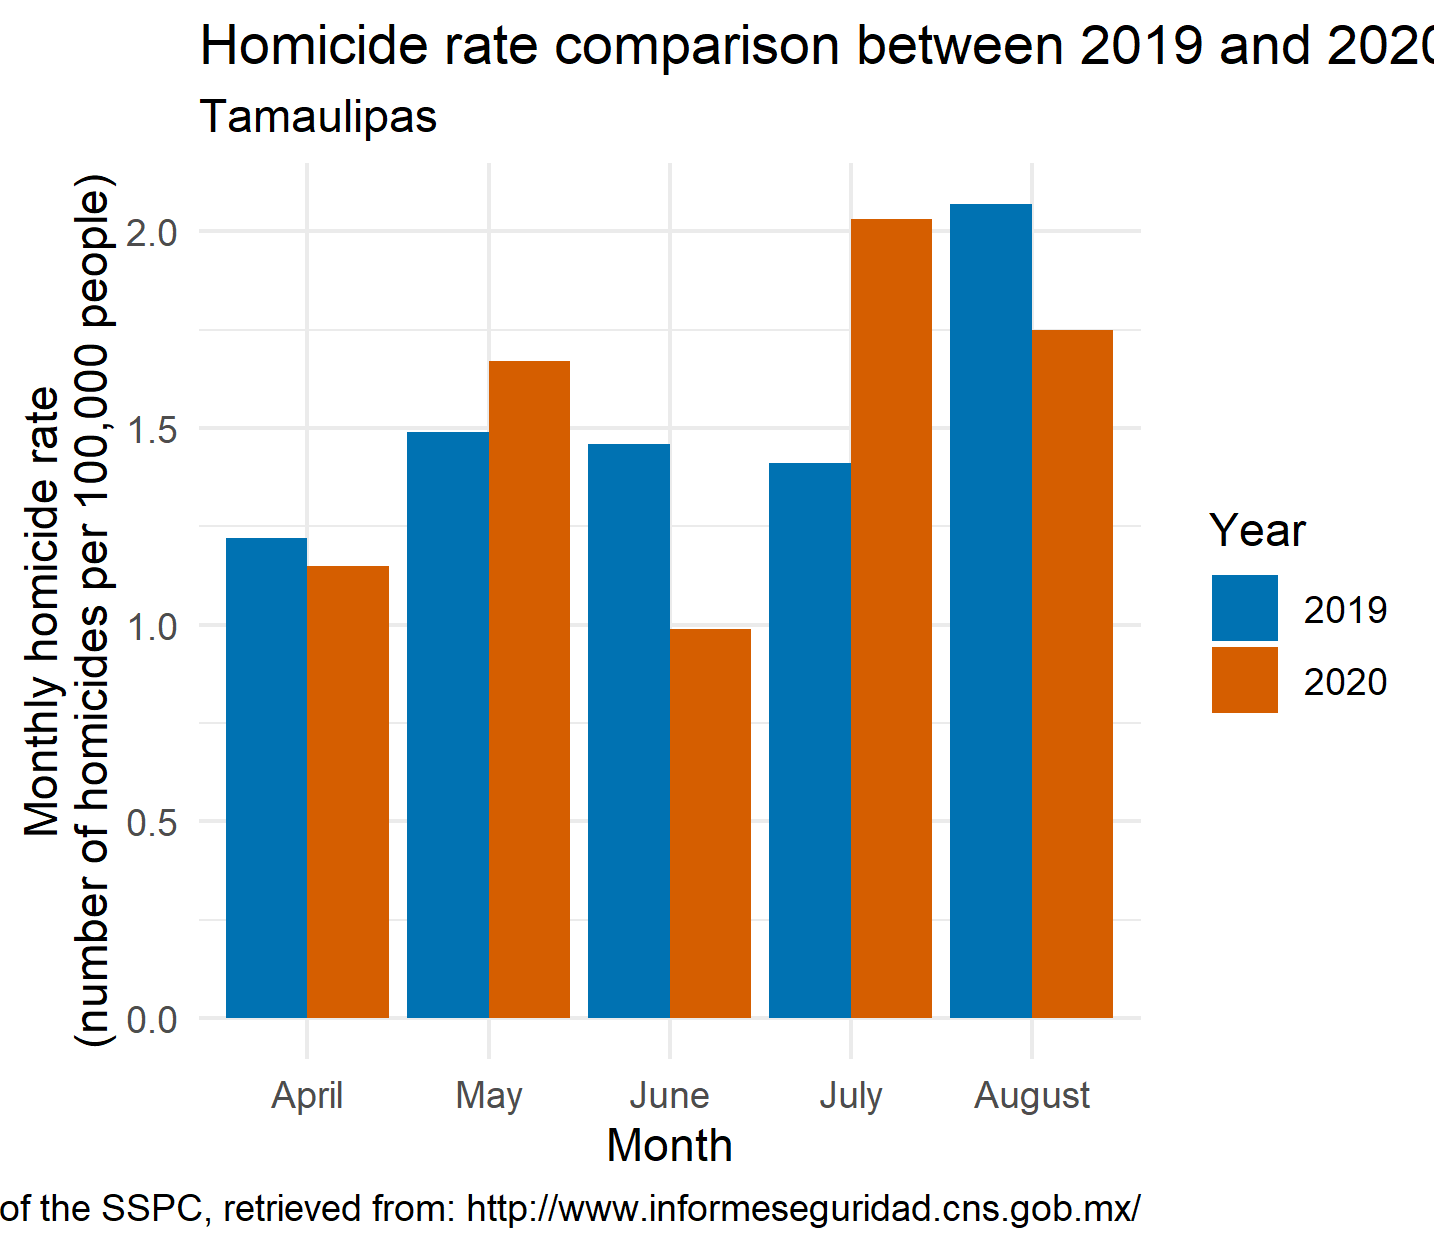 Homicide rate comparison between 2019 and 2020
Tamaulipas
Monthly homicide rate
(number of homicides per 100,000 people)
2.0
1.5
1.0
0.5
0.0
April May June July August
Month
Year
2019
2020
of the SSPC, retrieved from: http://www.informeseguridad.cns.gob.mx/